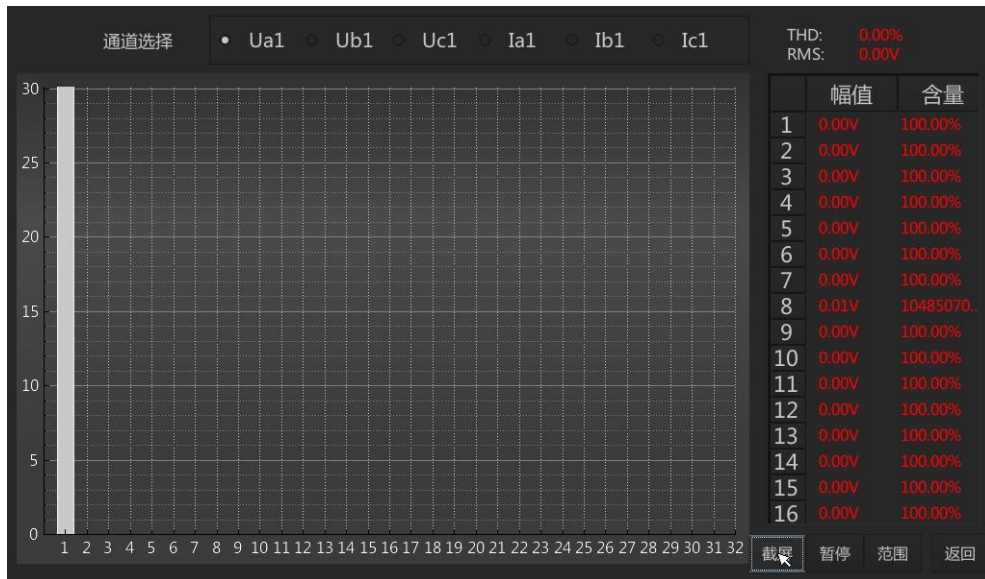 通道选择 Ua1 Ub1 Uc1 Ia1 Ib1 Ic1
THD: 0.00%
RMS: 0.00V
30
25
20
15
10
5
0
1 2 3 4 5 6 7 8 9 10 11 12 13 14 15 16 17 18 19 20 21 22 23 24 25 26 27 28 29 30 31 32
幅值 含量
1 0.00V 100.00%
2 0.00V 100.00%
3 0.00V 100.00%
4 0.00V 100.00%
5 0.00V 100.00%
6 0.00V 100.00%
7 0.00V 100.00%
8 0.01V 10485070..
9 0.00V 100.00%
10 0.00V 100.00%
11 0.00V 100.00%
12 0.00V 100.00%
13 0.00V 100.00%
14 0.00V 100.00%
15 0.00V 100.00%
16 0.00V 100.00%
截屏 暂停 范围 返回